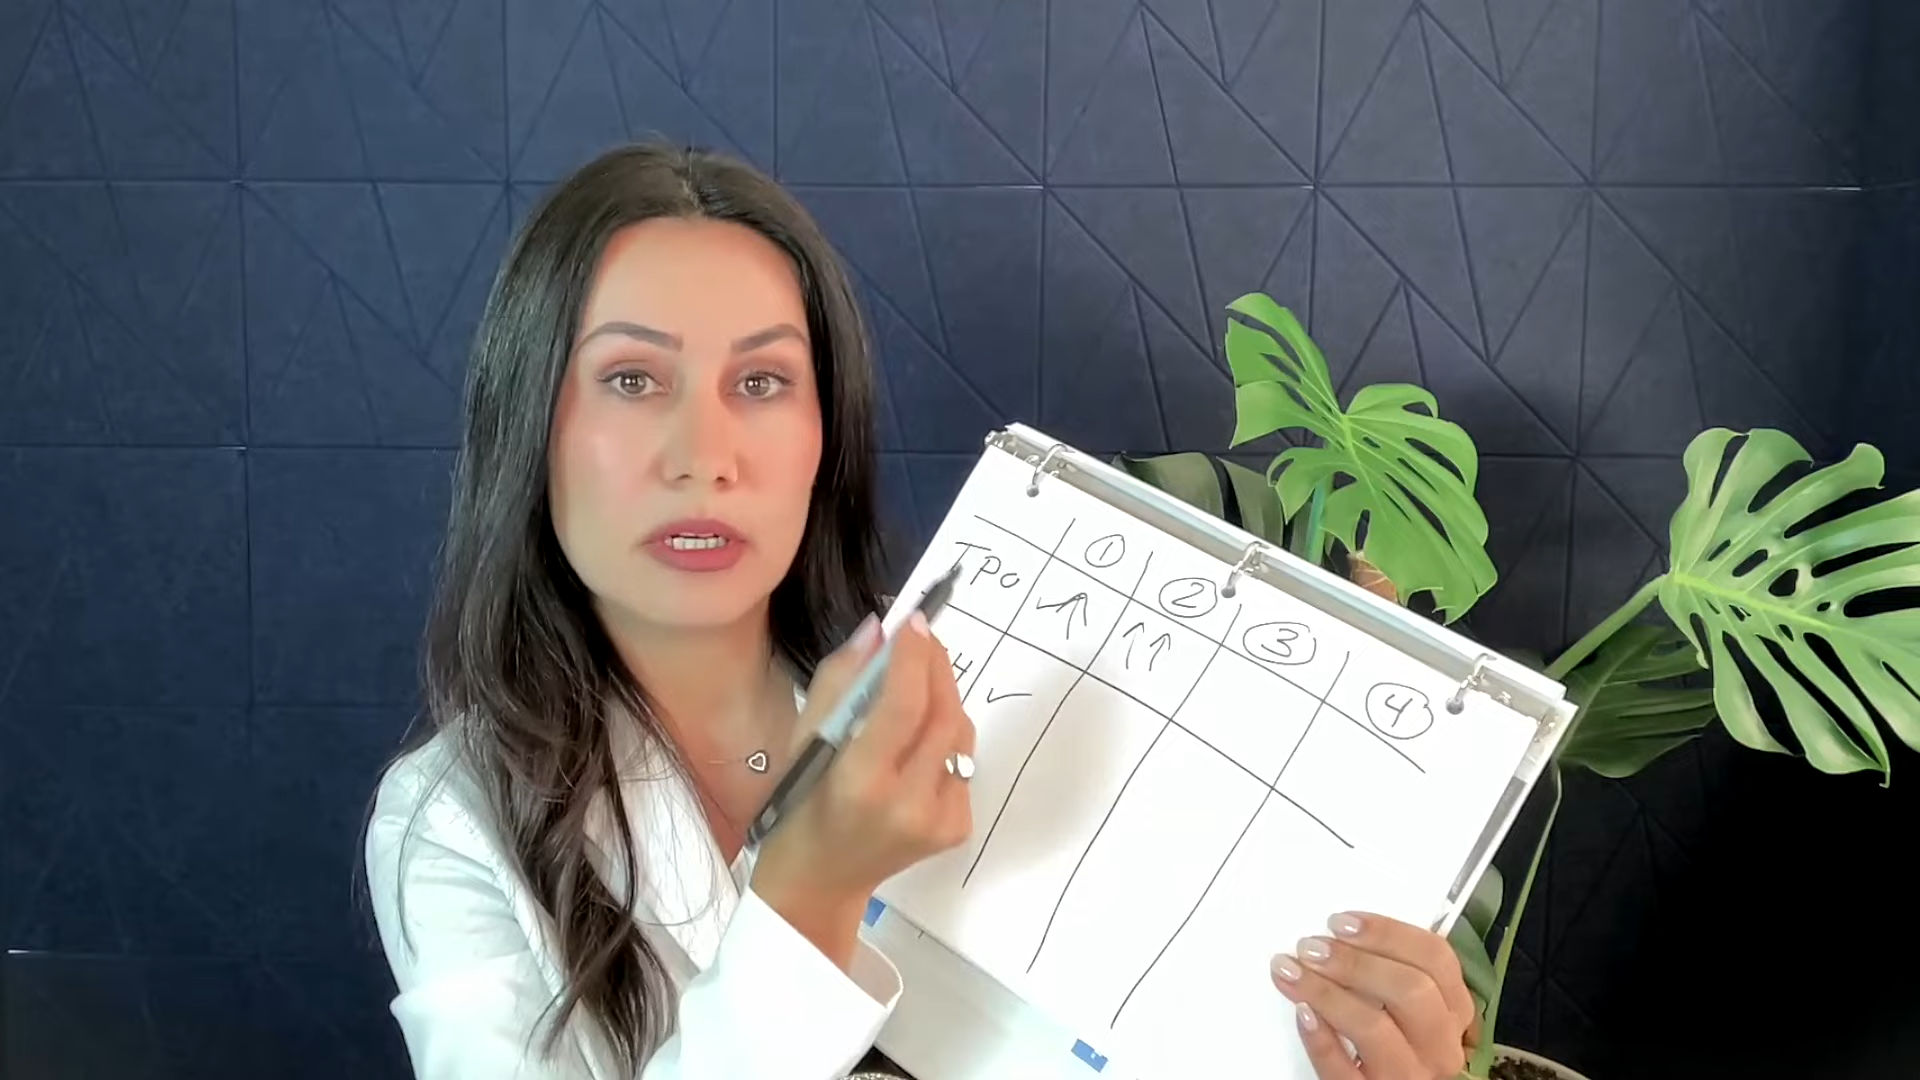 ① ② ③ ④
TPO ✓↑ ↑↑
H ✓